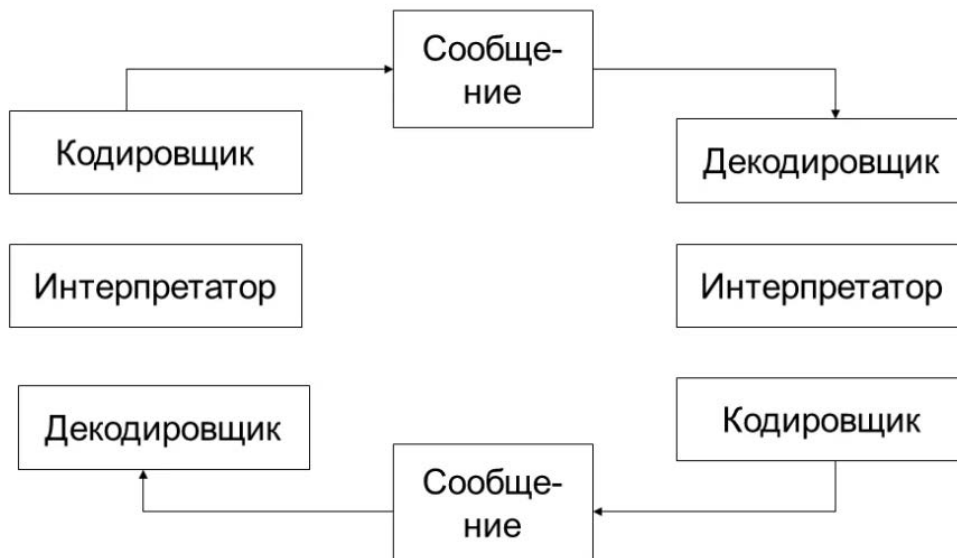 Сообще-
ние
Кодировщик
Декодировщик
Интерпретатор
Интерпретатор
Декодировщик
Кодировщик
Сообще-
ние